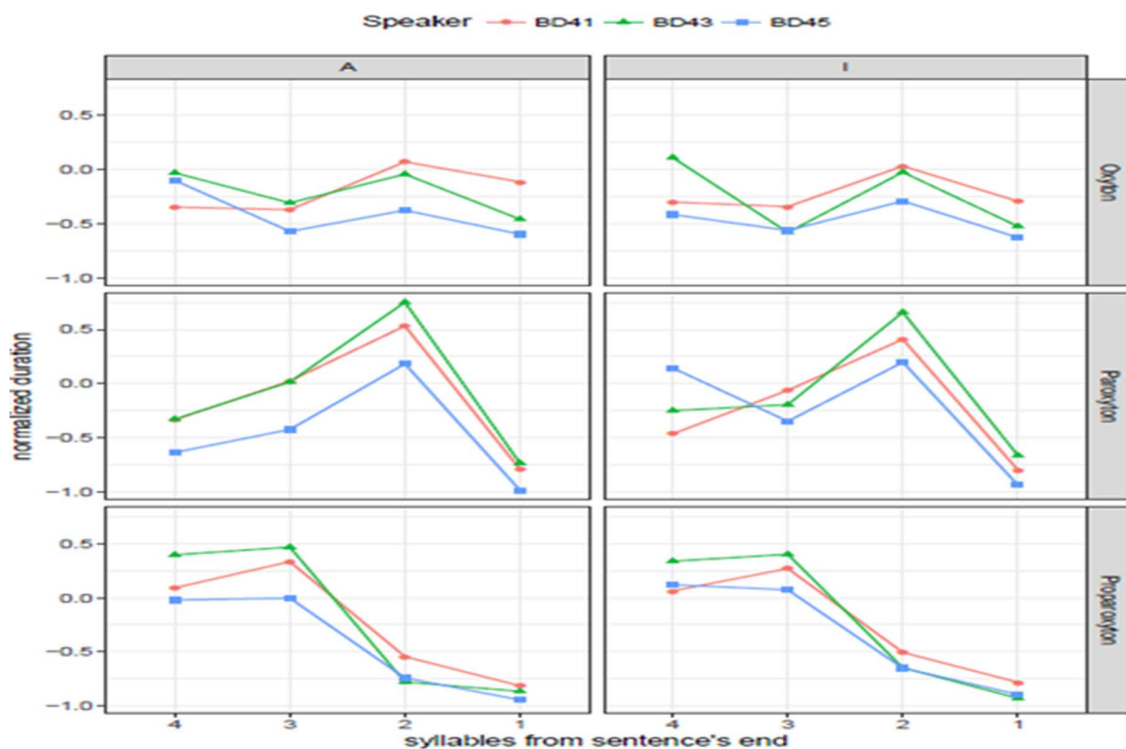 Speaker BD41 BD43 BD45
A I
0.5
0.0
−0.5
−1.0
Oxyton
0.5
0.0
−0.5
−1.0
Paroxyton
0.5
0.0
−0.5
−1.0
Proparoxyton
normalized duration
4 3 2 1 4 3 2 1
syllables from sentence's end